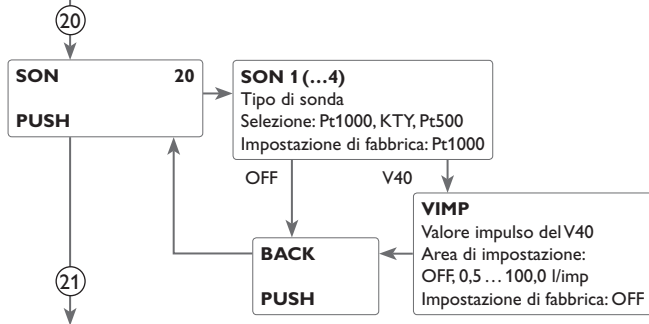 20
SON 20
PUSH
SON 1 (…4)
Tipo di sonda
Selezione: Pt1000, KTY, Pt500
Impostazione di fabbrica: Pt1000
OFF
V40
VIMP
Valore impulso del V40
Area di impostazione:
OFF, 0,5 … 100,0 l/imp
Impostazione di fabbrica: OFF
BACK
PUSH
21